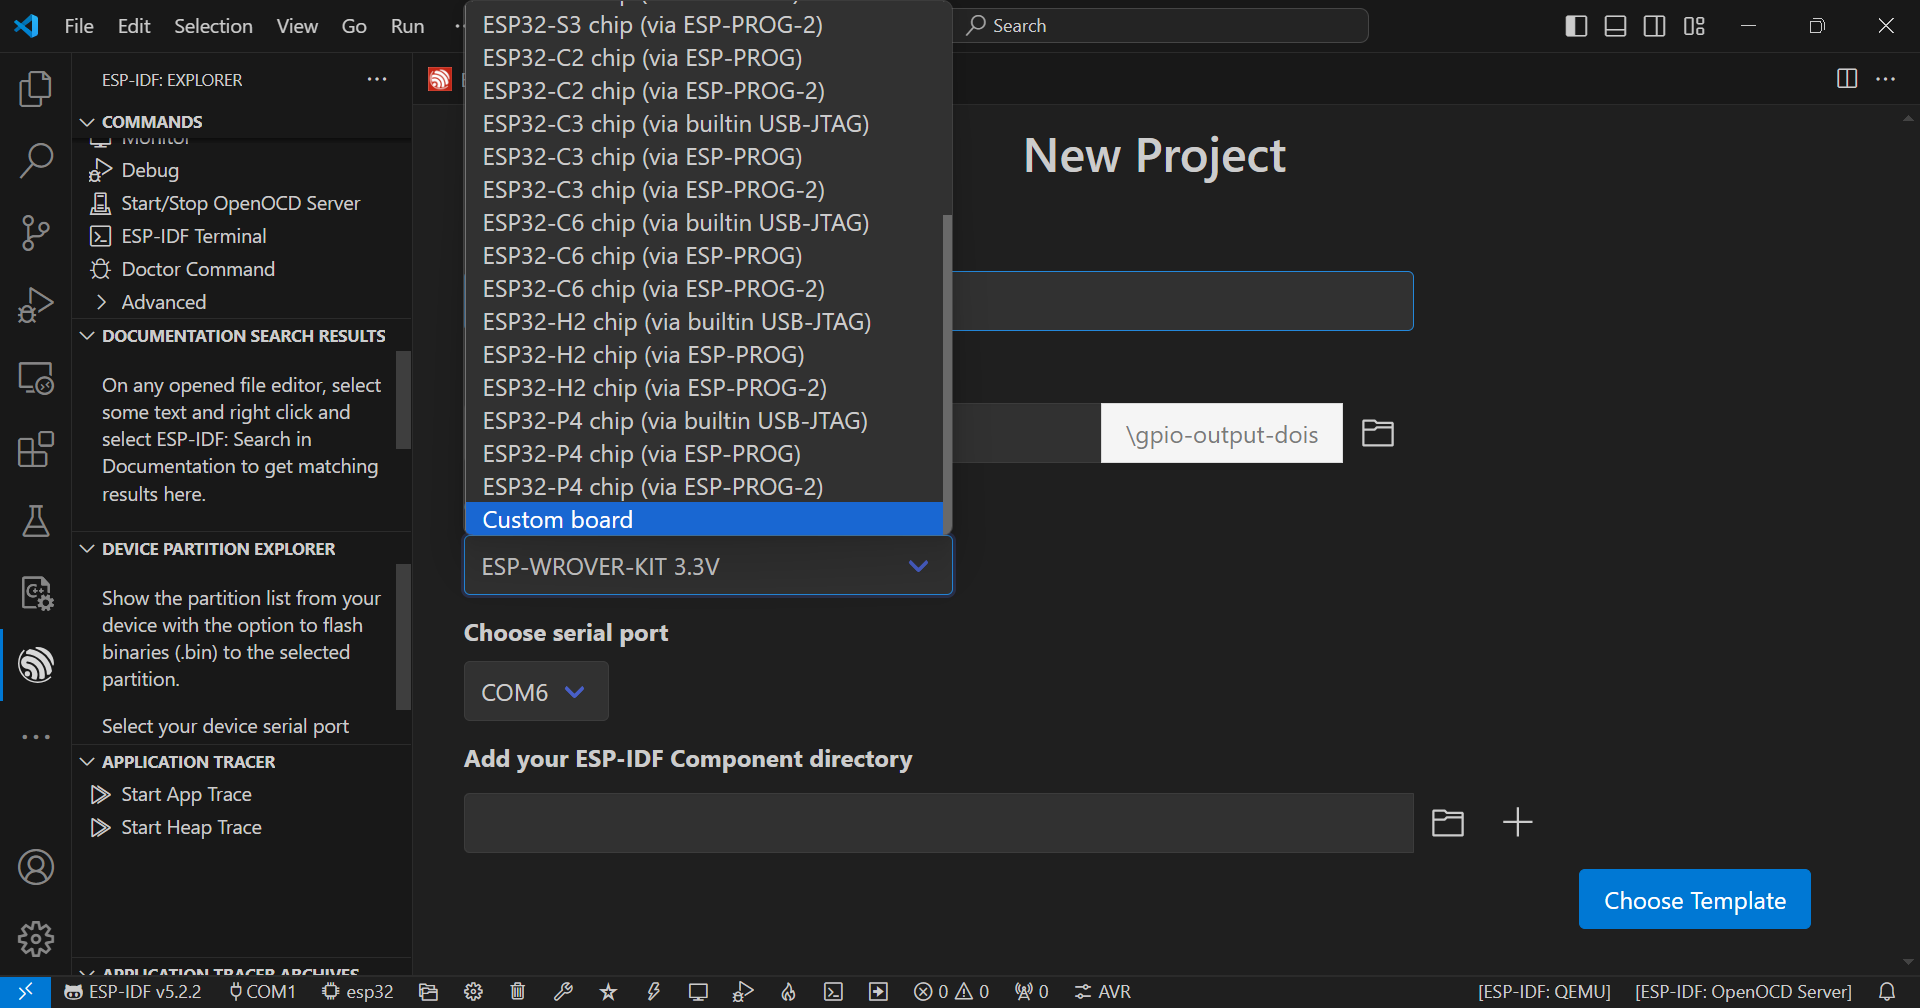 File Edit Selection View Go Run
Search
ESP-IDF: EXPLORER
COMMANDS
Monitor
Debug
Start/Stop OpenOCD Server
ESP-IDF Terminal
Doctor Command
Advanced
DOCUMENTATION SEARCH RESULTS
On any opened file editor, select
some text and right click and
select ESP-IDF: Search in
Documentation to get matching
results here.
DEVICE PARTITION EXPLORER
Show the partition list from your
device with the option to flash
binaries (.bin) to the selected
partition.
Select your device serial port
APPLICATION TRACER
Start App Trace
Start Heap Trace
APPLICATION TRACER ARCHIVES
ESP32-S3 chip (via ESP-PROG-2)
ESP32-C2 chip (via ESP-PROG)
ESP32-C2 chip (via ESP-PROG-2)
ESP32-C3 chip (via builtin USB-JTAG)
ESP32-C3 chip (via ESP-PROG)
ESP32-C3 chip (via ESP-PROG-2)
ESP32-C6 chip (via builtin USB-JTAG)
ESP32-C6 chip (via ESP-PROG)
ESP32-C6 chip (via ESP-PROG-2)
ESP32-H2 chip (via builtin USB-JTAG)
ESP32-H2 chip (via ESP-PROG)
ESP32-H2 chip (via ESP-PROG-2)
ESP32-P4 chip (via builtin USB-JTAG)
ESP32-P4 chip (via ESP-PROG)
ESP32-P4 chip (via ESP-PROG-2)
Custom board
ESP-WROVER-KIT 3.3V
New Project
\gpio-output-dois
Choose serial port
COM6
Add your ESP-IDF Component directory
Choose Template
ESP-IDF v5.2.2 COM1 esp32 0 0 0 AVR [ESP-IDF: QEMU] [ESP-IDF: OpenOCD Server]